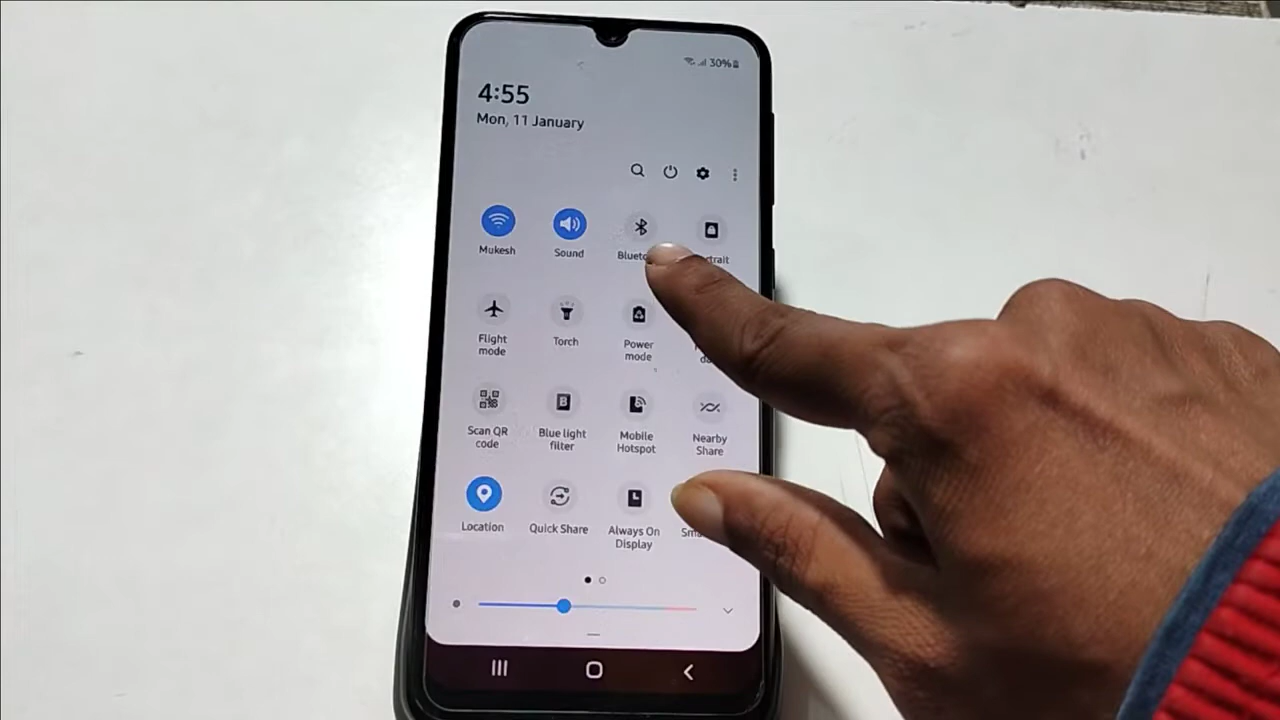 30%
4:55
Mon, 11 January
Mukesh
Sound
Flight
mode
Torch
Power
mode
Scan QR
code
Blue light
filter
Mobile
Hotspot
Nearby
Share
Location
Quick Share
Always On
Display